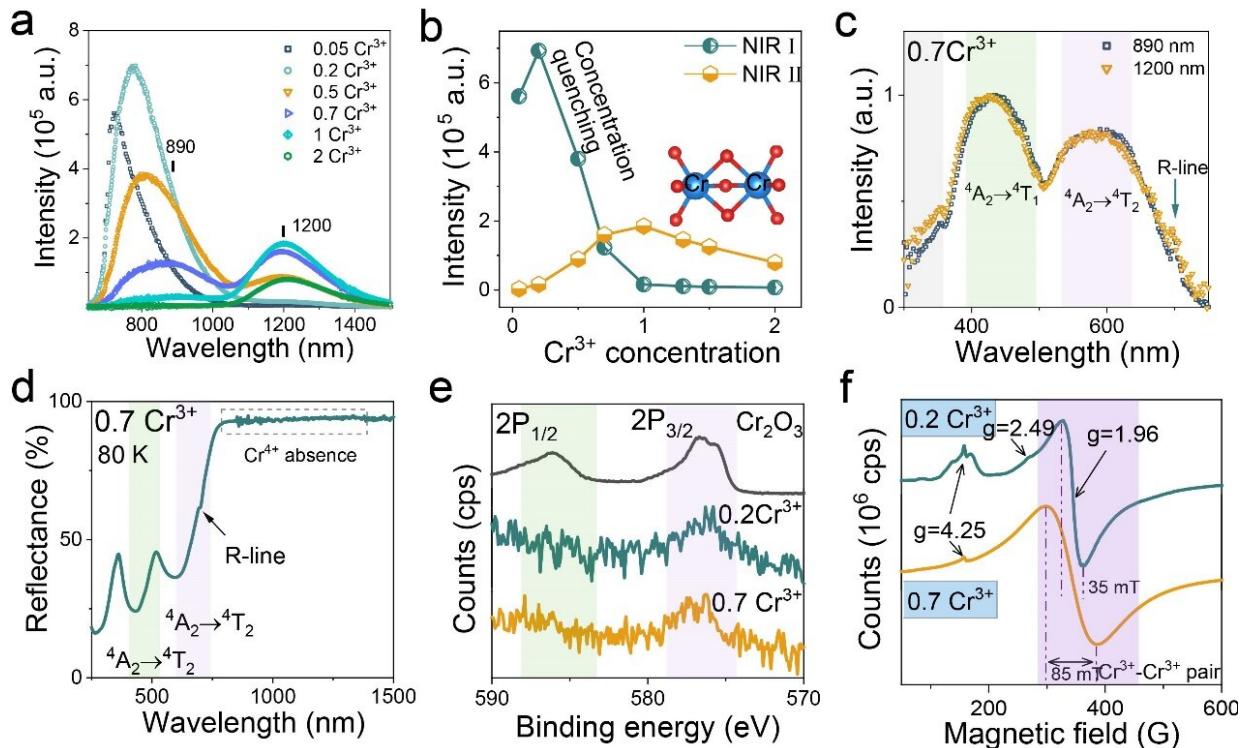 a
8
6
4
2
0
Intensity (10⁵ a.u.)
0.05 Cr³⁺
0.2 Cr³⁺
0.5 Cr³⁺
0.7 Cr³⁺
1 Cr³⁺
2 Cr³⁺
890
1200
800 1000 1200 1400
Wavelength (nm)
b
6
4
2
0
Intensity (10⁵ a.u.)
NIR I
NIR II
Concentration
quenching
Cr Cr
0 1 2
Cr³⁺ concentration
c
0.7Cr³⁺
890 nm
1200 nm
1
0
Intensity (a.u.)
R-line
⁴A₂→⁴T₁
⁴A₂→⁴T₂
400 600
Wavelength (nm)
d
100
50
0
Reflectance (%)
0.7 Cr³⁺
80 K
Cr⁴⁺ absence
R-line
⁴A₂→⁴T₂
⁴A₂→⁴T₂
500 1000 1500
Wavelength (nm)
e
Counts (cps)
2P₁/₂
2P₃/₂
Cr₂O₃
0.2Cr³⁺
0.7 Cr³⁺
590 580 570
Binding energy (eV)
f
Counts (10⁶ cps)
0.2 Cr³⁺
g=2.49
g=1.96
g=4.25
35 mT
0.7 Cr³⁺
85 mT
Cr³⁺-Cr³⁺ pair
200 400 600
Magnetic field (G)